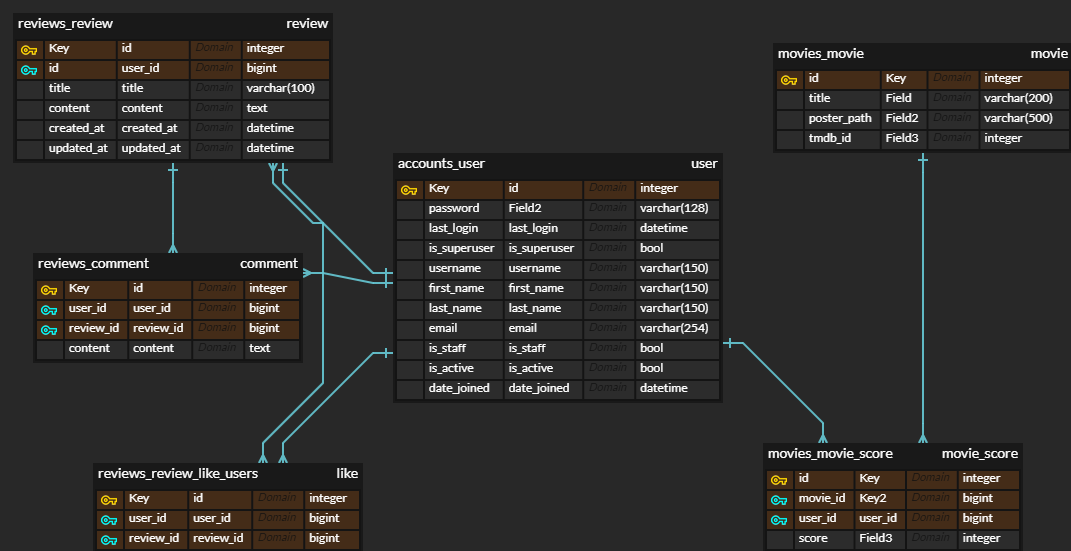 reviews_review review
Key id Domain integer
id user_id Domain bigint
title title Domain varchar(100)
content content Domain text
created_at created_at Domain datetime
updated_at updated_at Domain datetime
movies_movie movie
id Key Domain integer
title Field Domain varchar(200)
poster_path Field2 Domain varchar(500)
tmdb_id Field3 Domain integer
accounts_user user
Key id Domain integer
password Field2 Domain varchar(128)
last_login last_login Domain datetime
is_superuser is_superuser Domain bool
username username Domain varchar(150)
first_name first_name Domain varchar(150)
last_name last_name Domain varchar(150)
email email Domain varchar(254)
is_staff is_staff Domain bool
is_active is_active Domain bool
date_joined date_joined Domain datetime
reviews_comment comment
Key id Domain integer
user_id user_id Domain bigint
review_id review_id Domain bigint
content content Domain text
reviews_review_like_users like
Key id Domain integer
user_id user_id Domain bigint
review_id review_id Domain bigint
movies_movie_score movie_score
id Key Domain integer
movie_id Key2 Domain bigint
user_id user_id Domain bigint
score Field3 Domain integer